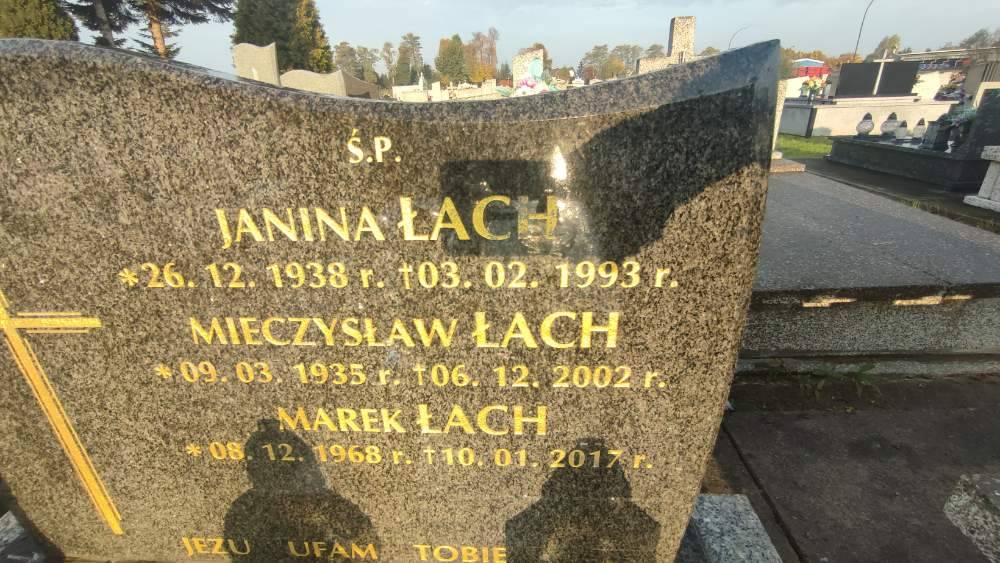 Ś.P.
JANINA ŁACH
*26. 12. 1938 r. †03. 02. 1993 r.
MIECZYSŁAW ŁACH
*09. 03. 1935 r. †06. 12. 2002 r.
MAREK ŁACH
*08. 12. 1968 r. †10. 01. 2017 r.
JEZU UFAM TOBIE